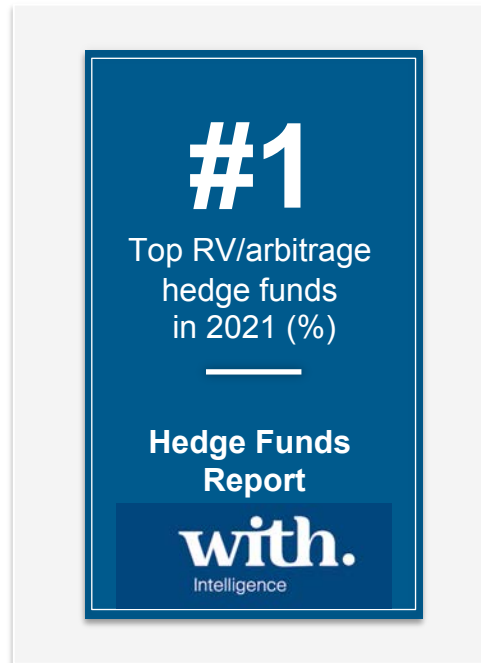 #1
Top RV/arbitrage
hedge funds
in 2021 (%)
Hedge Funds
Report
with.
Intelligence